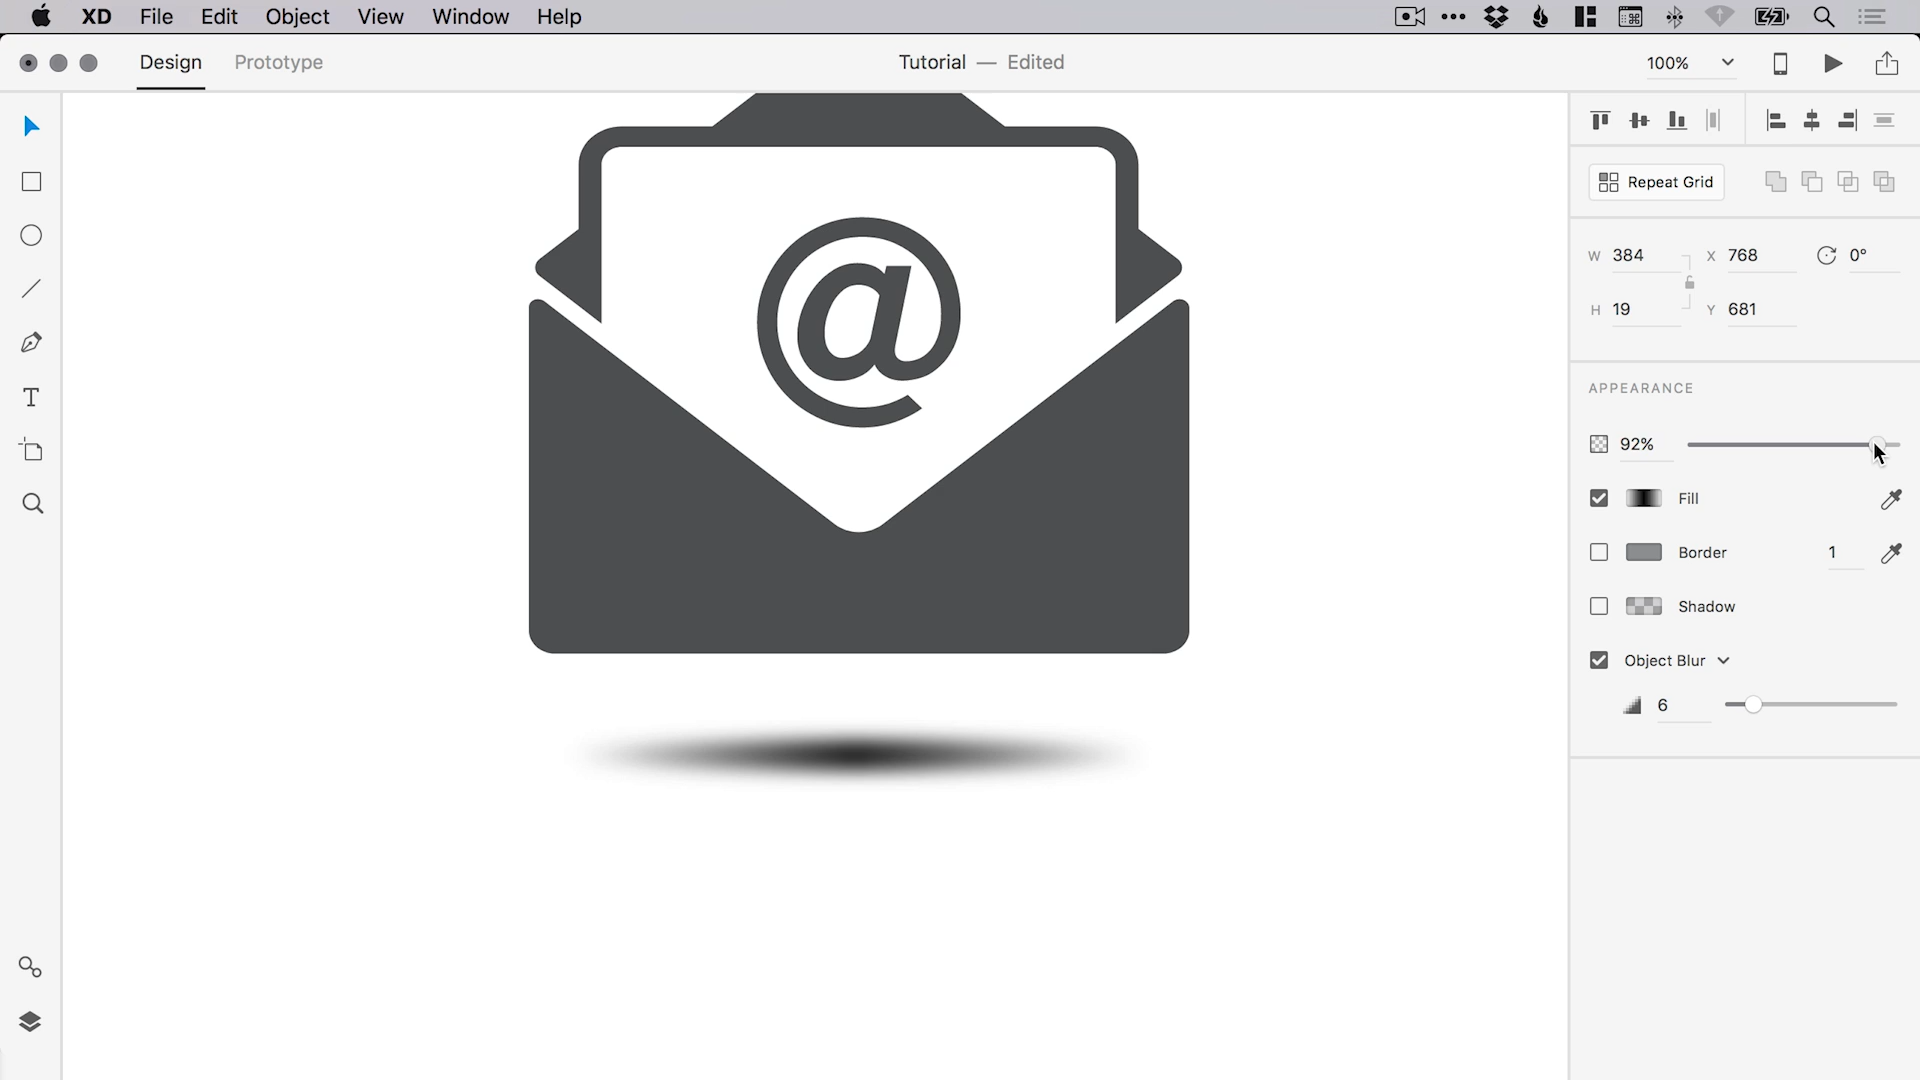 XD File Edit Object View Window Help
Design Prototype Tutorial — Edited 100%
Repeat Grid
W 384 X 768 0°
H 19 Y 681
APPEARANCE
92%
Fill
Border 1
Shadow
Object Blur
6
@
T